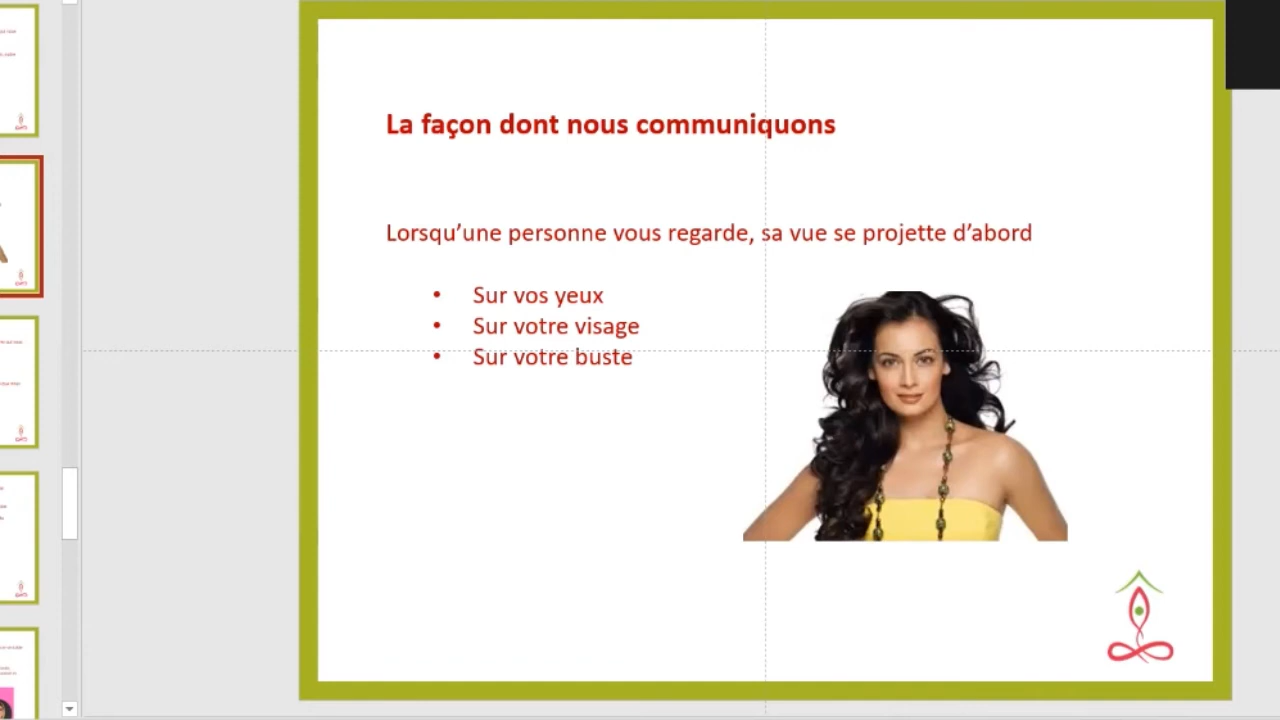 La façon dont nous communiquons
Lorsqu’une personne vous regarde, sa vue se projette d’abord
• Sur vos yeux
• Sur votre visage
• Sur votre buste